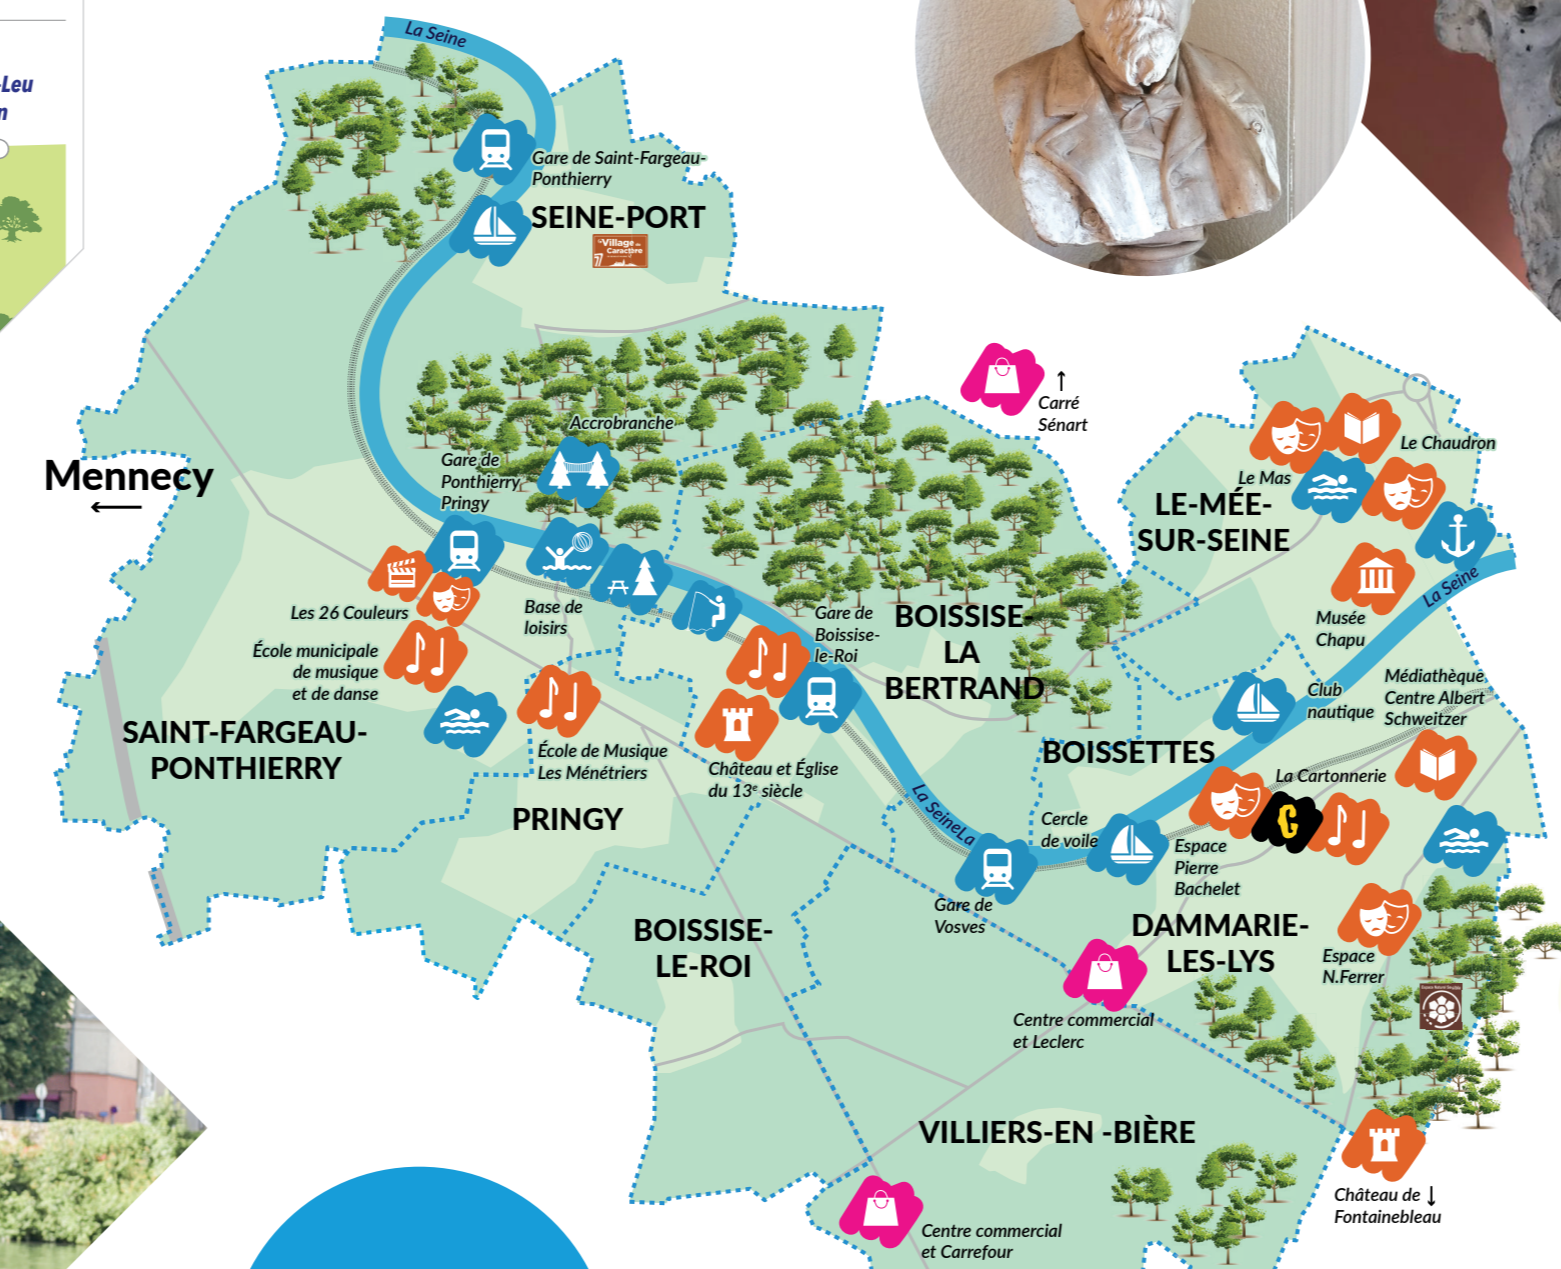 -Leu
n
La Seine
Gare de Saint-Fargeau-
Ponthierry
SEINE-PORT
Village de
Caractère
Carré
Sénart
Accrobranche
Gare de
Ponthierry
Pringy
Mennecy
Le Chaudron
Le Mas
LE-MÉE-
SUR-SEINE
La Seine
Musée
Chapu
Les 26 Couleurs
Base de
loisirs
Gare de
Boissise-
le-Roi
BOISSISE-
LA
BERTRAND
École municipale
de musique
et de danse
SAINT-FARGEAU-
PONTHIERRY
École de Musique
Les Ménétriers
Château et Église
du 13e siècle
Club
nautique
Médiathèque
Centre Albert
Schweitzer
BOISSETTES
La Cartonnerie
C
PRINGY
La SeineLa
Cercle
de voile
Espace
Pierre
Bachelet
Gare de
Vosves
BOISSISE-
LE-ROI
DAMMARIE-
LES-LYS
Espace
N.Ferrer
Centre commercial
et Leclerc
VILLIERS-EN -BIÈRE
Château de
Fontainebleau
Centre commercial
et Carrefour